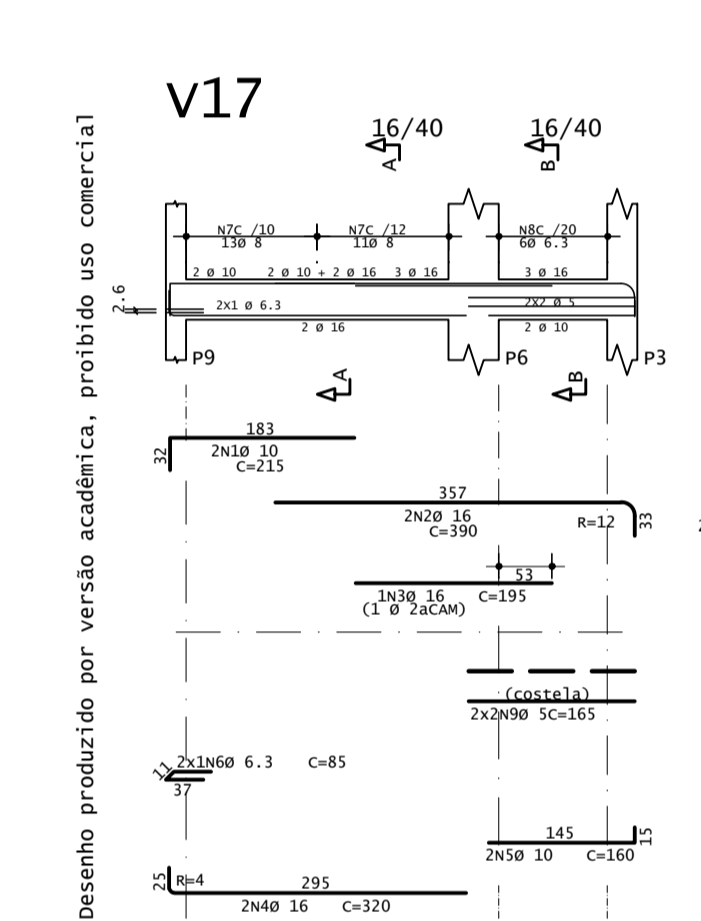 V17
16/40 16/40
A B
N7C /10 N7C /12 N8C /20
13Ø 8 11Ø 8 6Ø 6.3
2 Ø 10 2 Ø 10 + 2 Ø 16 3 Ø 16 3 Ø 16
2.6
2X1 Ø 6.3 2X2 Ø 5
2 Ø 16 2 Ø 10
P9 P6 P3
A B
183
32
2N1Ø 10
C=215
357
2N2Ø 16 R=12 33
C=390
53
1N3Ø 16 C=195
(1 Ø 2aCAM)
(costela)
2x2N9Ø 5C=165
11 2x1N6Ø 6.3 C=85
37
145 15
2N5Ø 10 C=160
25 R=4 295
2N4Ø 16 C=320
Desenho produzido por versão acadêmica, proibido uso comercial